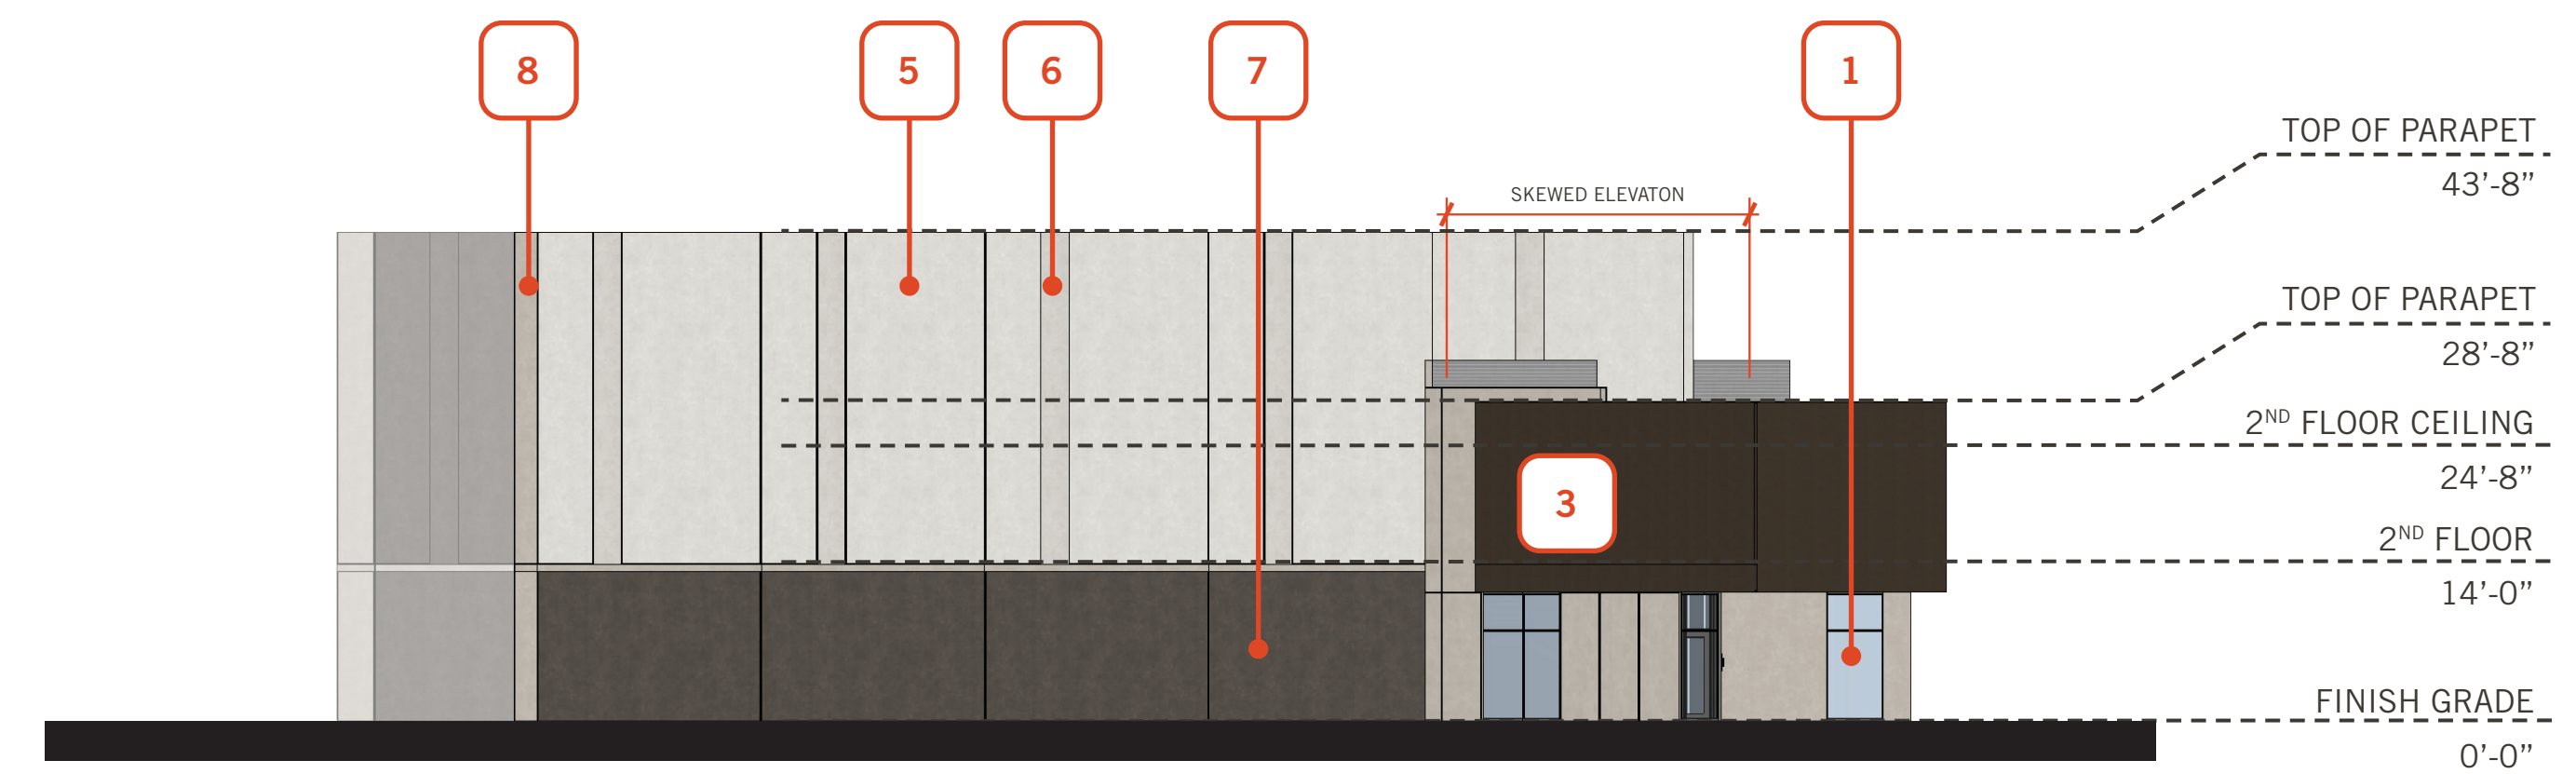 8
5
6
7
1
TOP OF PARAPET
43’-8”
SKEWED ELEVATON
TOP OF PARAPET
28’-8”
2ND FLOOR CEILING
24’-8”
3
2ND FLOOR
14’-0”
FINISH GRADE
0’-0”